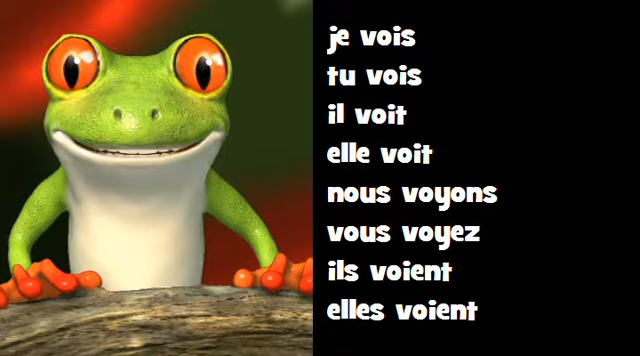 je vois
tu vois
il voit
elle voit
nous voyons
vous voyez
ils voient
elles voient